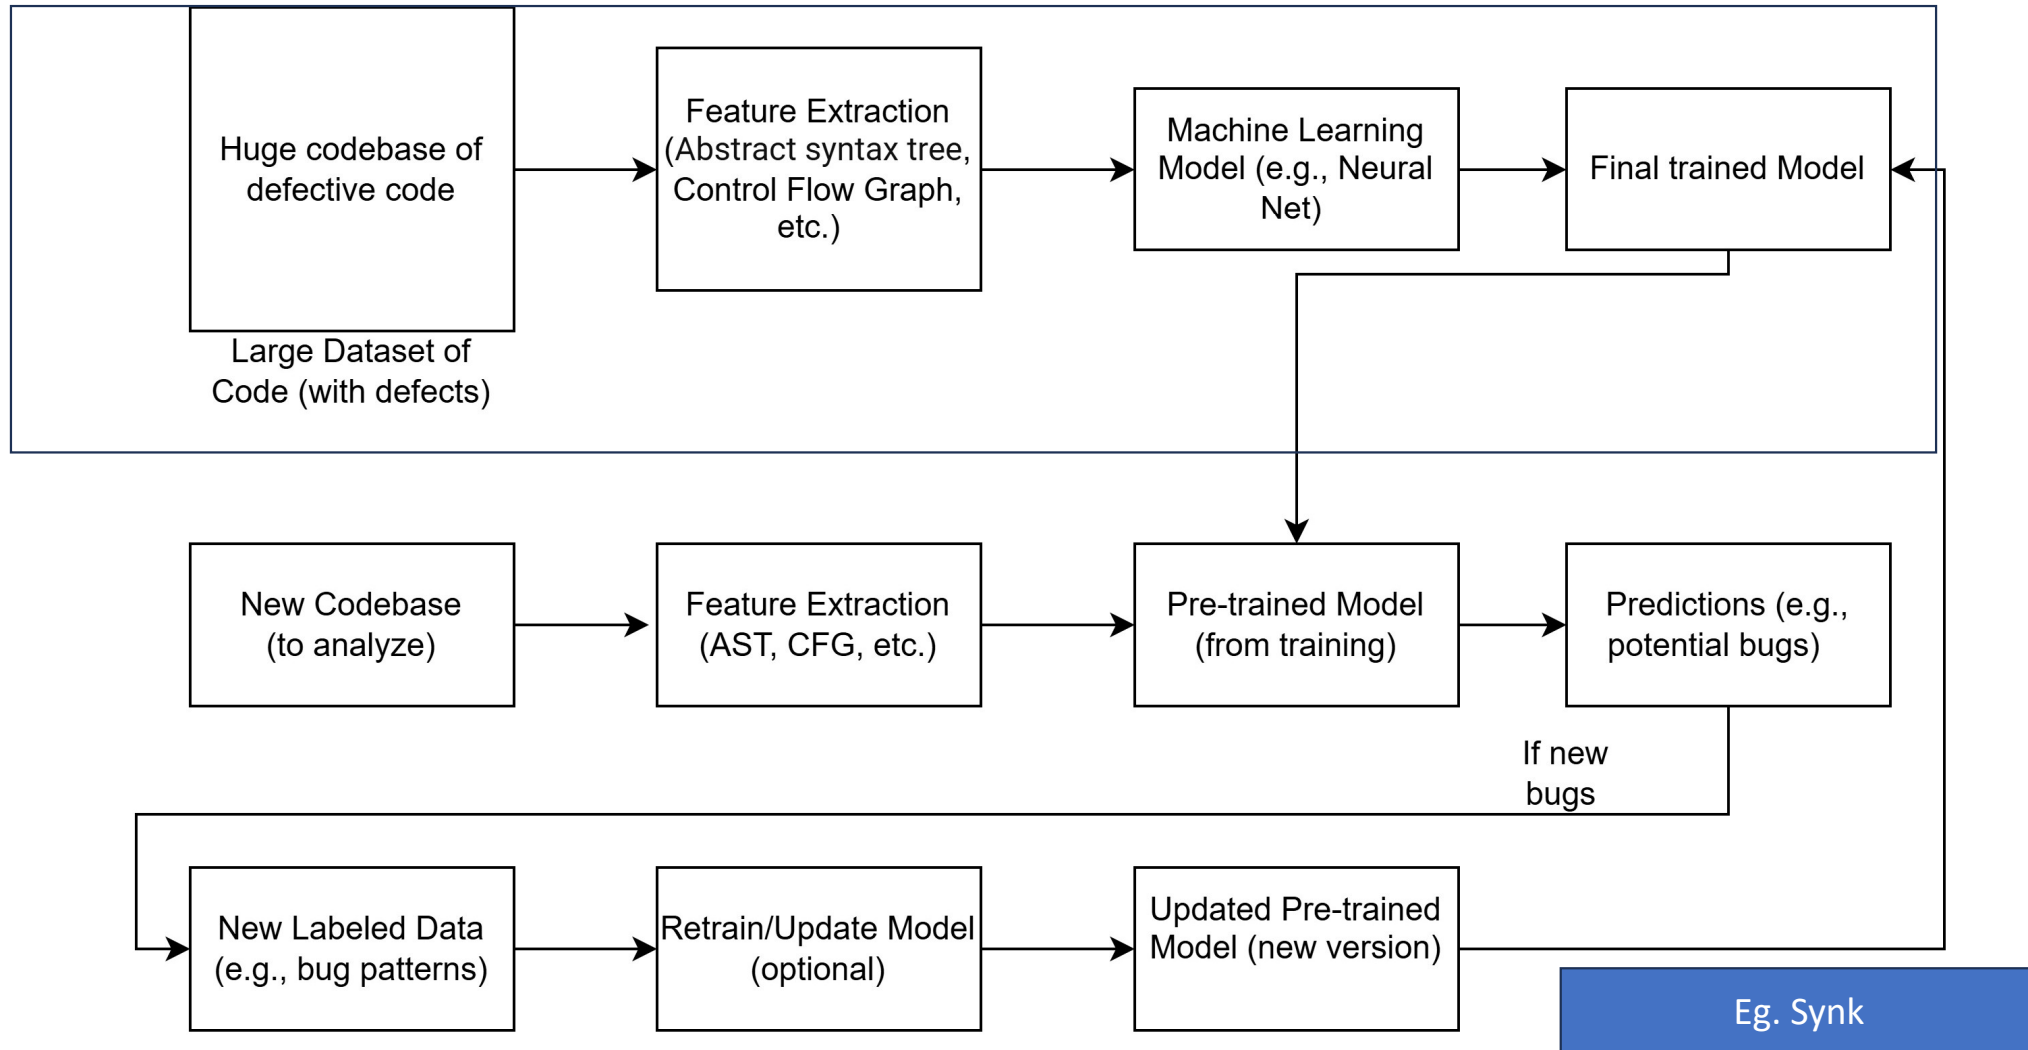 Huge codebase of
defective code
Large Dataset of
Code (with defects)
Feature Extraction
(Abstract syntax tree,
Control Flow Graph,
etc.)
Machine Learning
Model (e.g., Neural
Net)
Final trained Model
New Codebase
(to analyze)
Feature Extraction
(AST, CFG, etc.)
Pre-trained Model
(from training)
Predictions (e.g.,
potential bugs)
If new
bugs
New Labeled Data
(e.g., bug patterns)
Retrain/Update Model
(optional)
Updated Pre-trained
Model (new version)
Eg. Synk